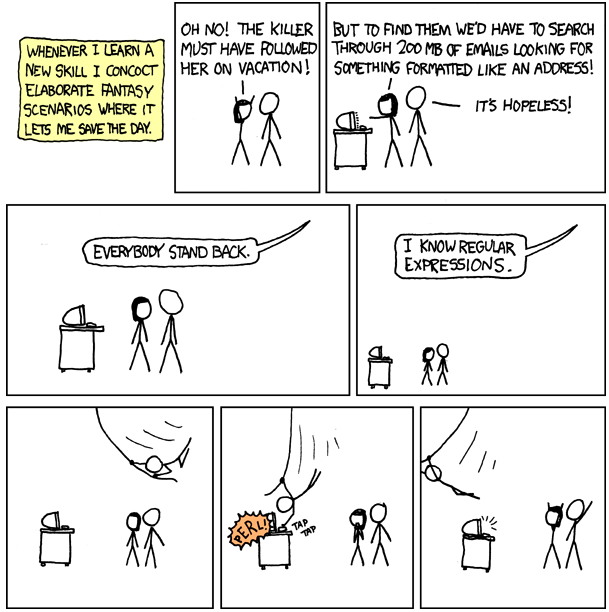 WHENEVER I LEARN A
NEW SKILL I CONCOCT
ELABORATE FANTASY
SCENARIOS WHERE IT
LETS ME SAVE THE DAY.
OH NO! THE KILLER
MUST HAVE FOLLOWED
HER ON VACATION!
BUT TO FIND THEM WE'D HAVE TO SEARCH
THROUGH 200 MB OF EMAILS LOOKING FOR
SOMETHING FORMATTED LIKE AN ADDRESS!
IT'S HOPELESS!
EVERYBODY STAND BACK.
I KNOW REGULAR
EXPRESSIONS.
PERL!
TAP
TAP